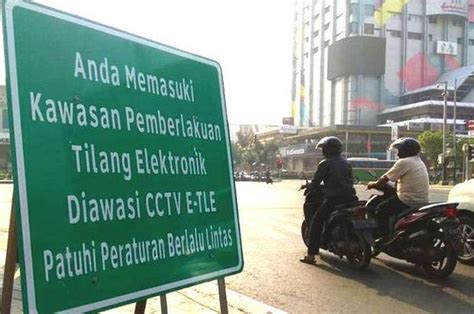 Anda Memasuki
Kawasan Pemberlakuan
Tilang Elektronik
Diawasi CCTV E-TLE
Patuhi Peraturan Berlalu Lintas